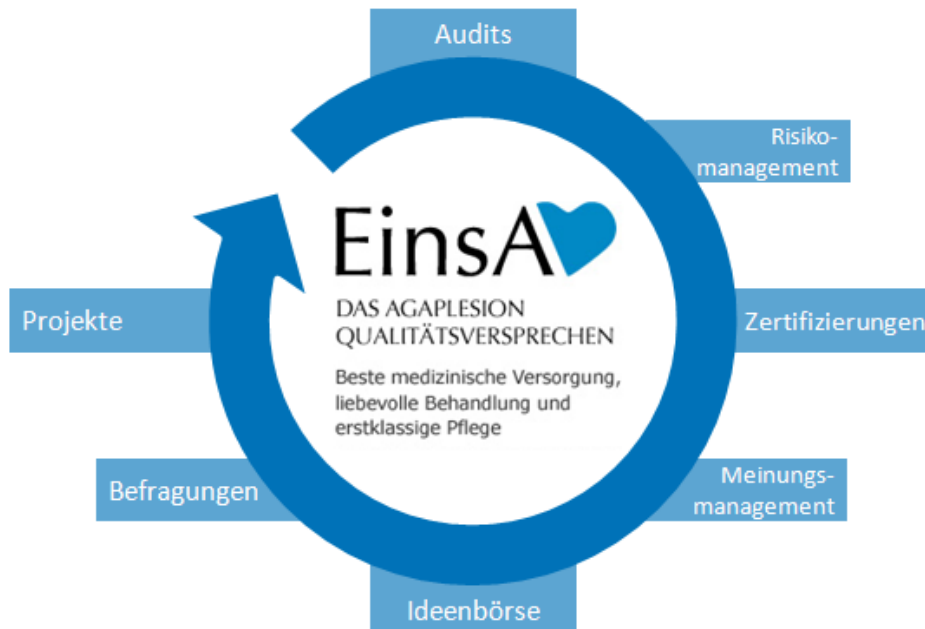 Audits
Risiko-
management
Zertifizierungen
Meinungs-
management
Ideenbörse
Befragungen
Projekte
EinsA
DAS AGAPLESION
QUALITÄTSVERSPRECHEN
Beste medizinische Versorgung,
liebevolle Behandlung und
erstklassige Pflege